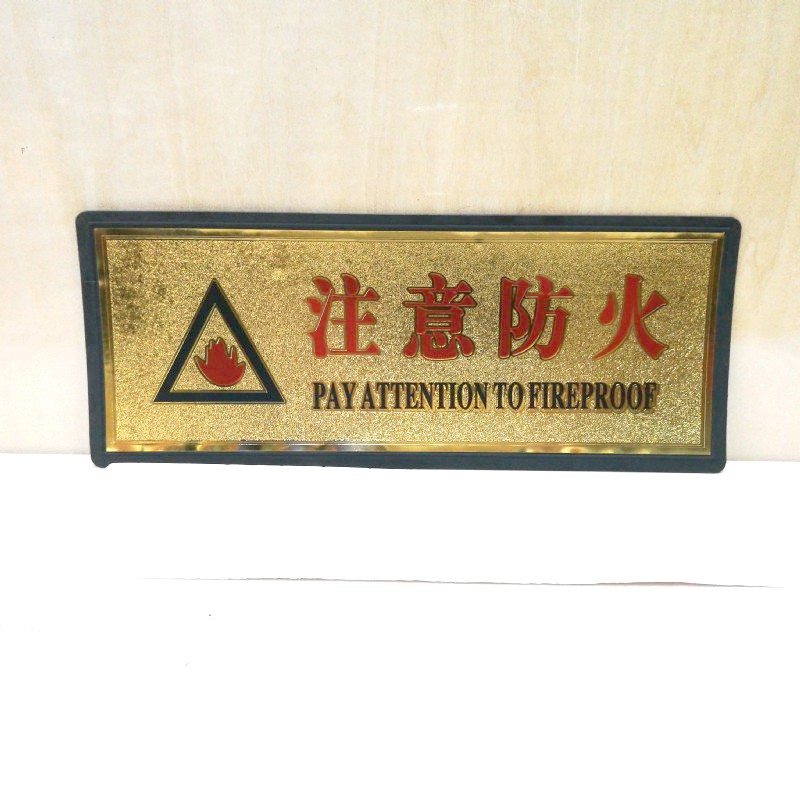 注意防火
PAY ATTENTION TO FIREPROOF